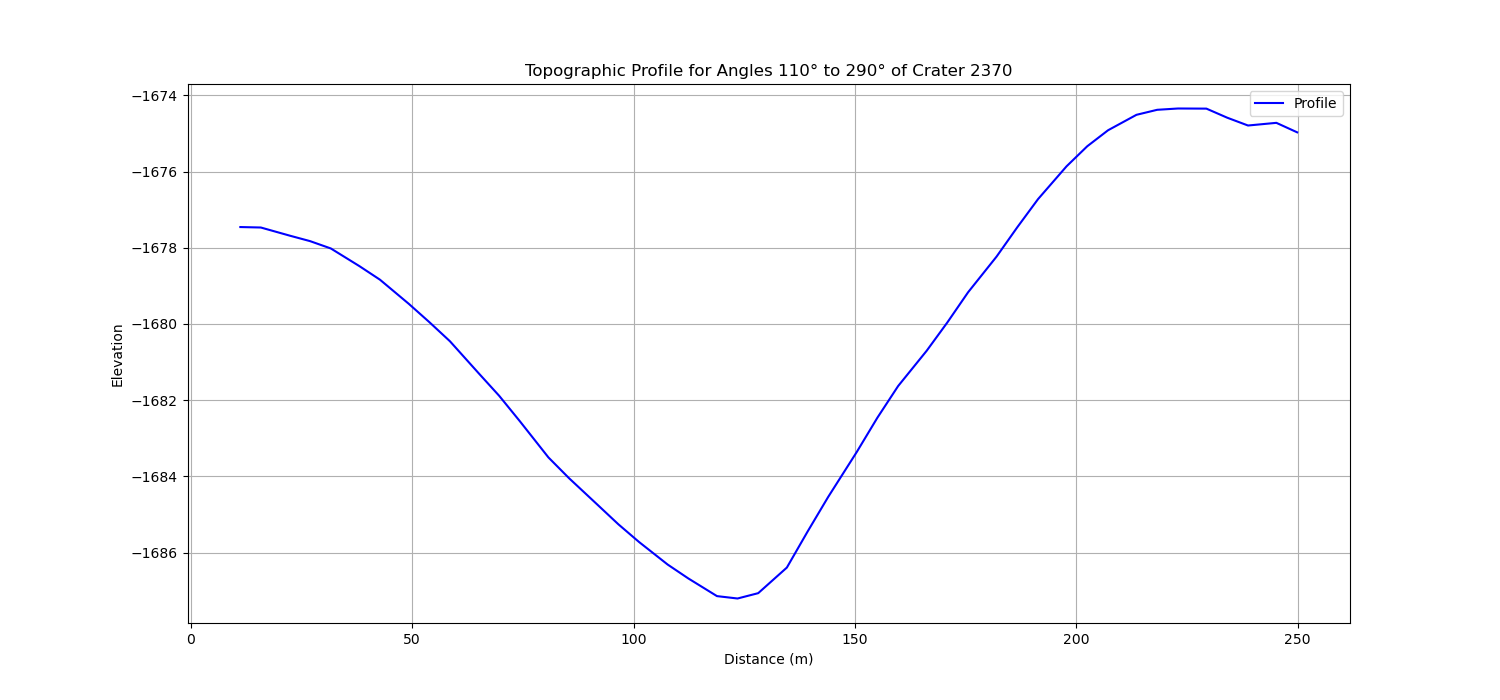 Topographic Profile for Angles 110° to 290° of Crater 2370
Profile
−1674
−1676
−1678
−1680
−1682
−1684
−1686
Elevation
0 50 100 150 200 250
Distance (m)